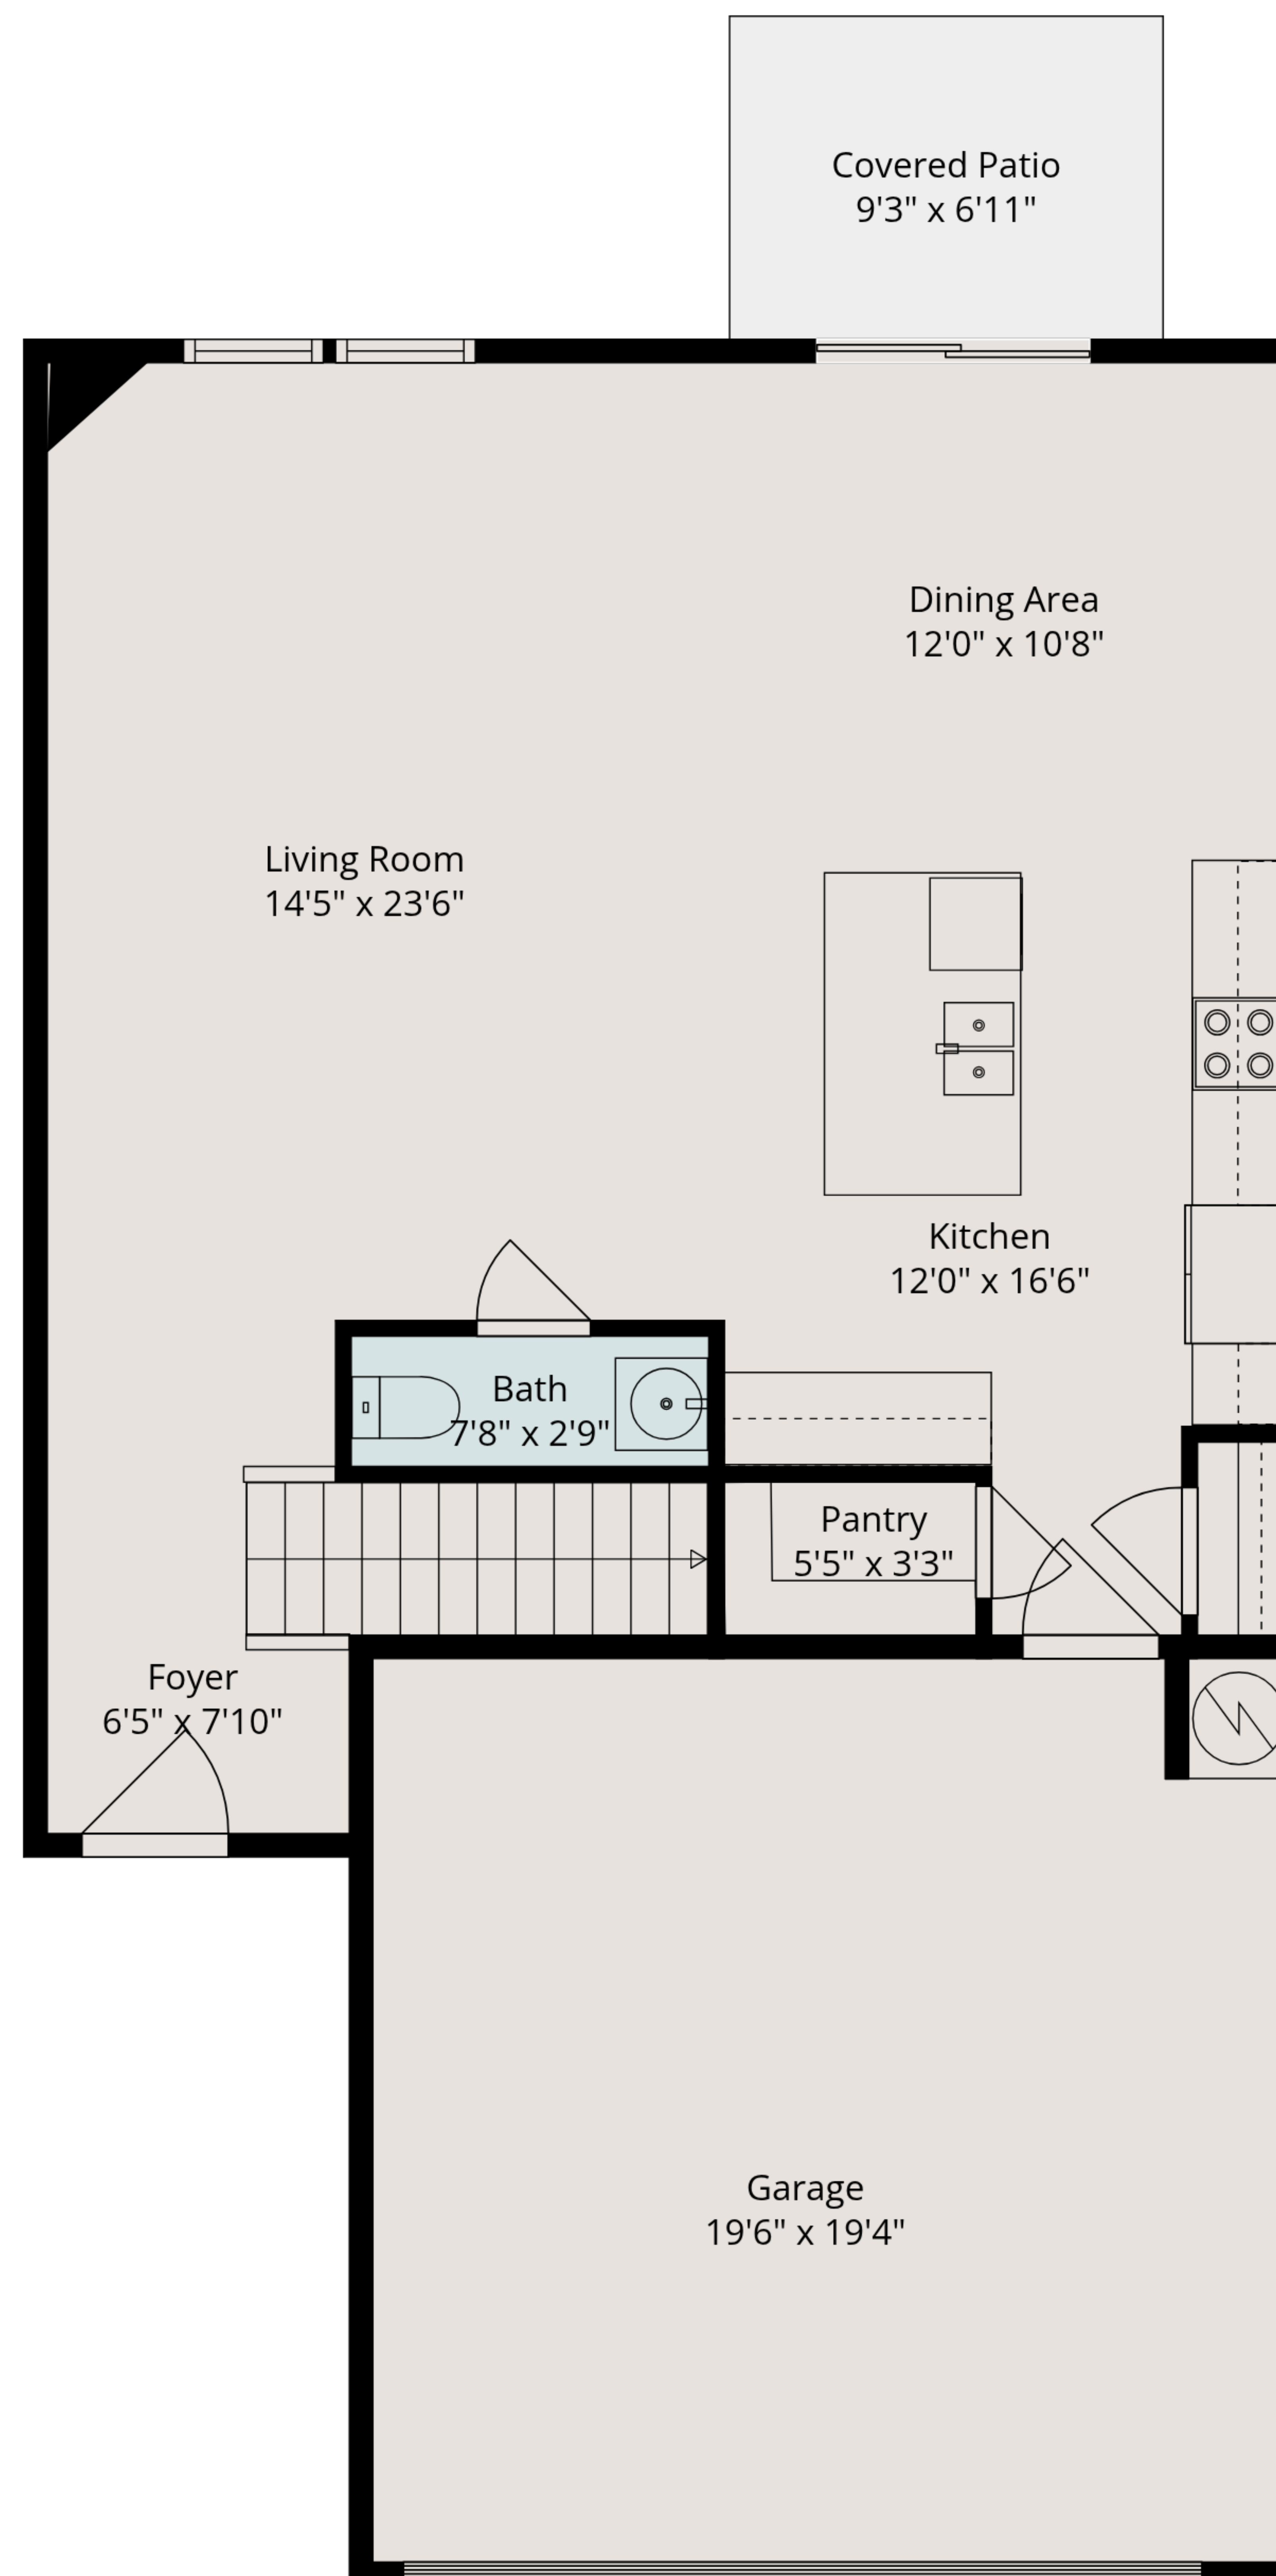 Covered Patio
9'3" x 6'11"
Dining Area
12'0" x 10'8"
Living Room
14'5" x 23'6"
Kitchen
12'0" x 16'6"
Bath
7'8" x 2'9"
Pantry
5'5" x 3'3"
Foyer
6'5" x 7'10"
Garage
19'6" x 19'4"